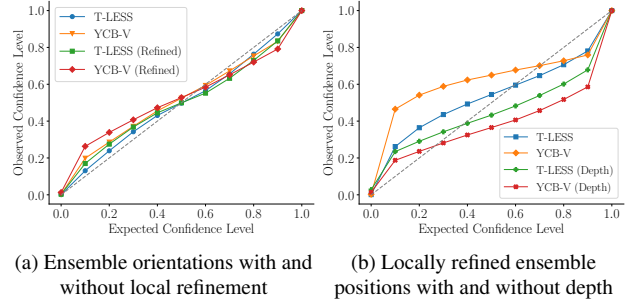 T-LESS
YCB-V
T-LESS (Refined)
YCB-V (Refined)
Observed Confidence Level
1.0
0.8
0.6
0.4
0.2
0.0
0.0 0.2 0.4 0.6 0.8 1.0
Expected Confidence Level
(a) Ensemble orientations with and
without local refinement
Observed Confidence Level
1.0
0.8
0.6
0.4
0.2
0.0
T-LESS
YCB-V
T-LESS (Depth)
YCB-V (Depth)
0.0 0.2 0.4 0.6 0.8 1.0
Expected Confidence Level
(b) Locally refined ensemble
positions with and without depth